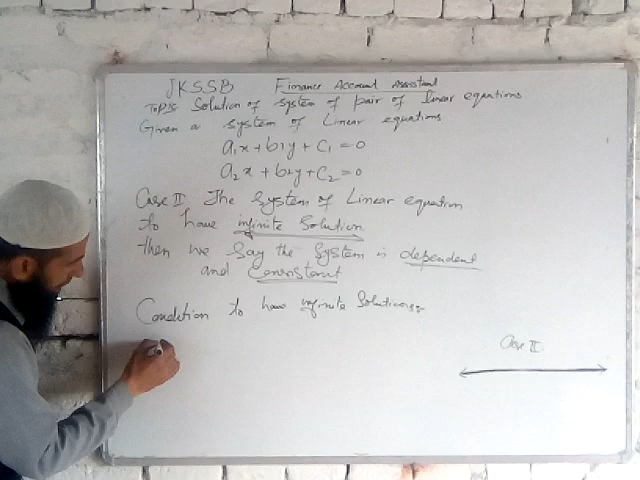 JKSSB Finance Account Assistant
Topic Solution of system of pair of linear equations
Given a system of Linear equations
a₁x + b₁y + c₁ = 0
a₂x + b₂y + c₂ = 0
Case II The System of Linear equation
to have infinite Solution
then we say the System is dependent
and Consistent
Condition to have infinite Solutions:
Case II